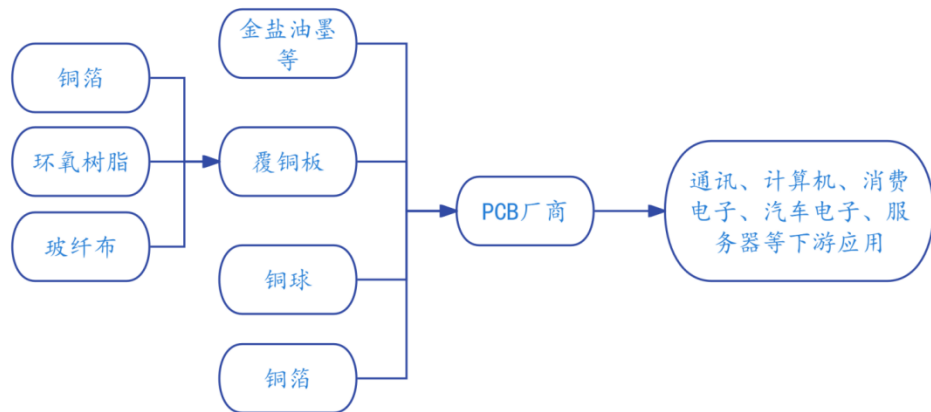 铜箔
环氧树脂
玻纤布
金盐油墨
等
覆铜板
铜球
铜箔
PCB厂商
通讯、计算机、消费
电子、汽车电子、服
务器等下游应用